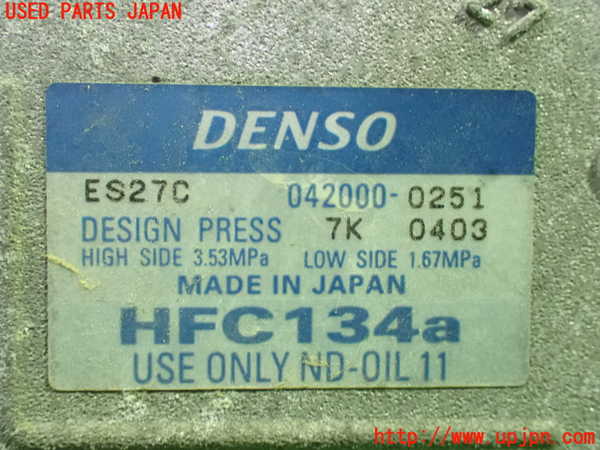 USED PARTS JAPAN
DENSO
ES27C 042000-0251
DESIGN PRESS 7K 0403
HIGH SIDE 3.53MPa LOW SIDE 1.67MPa
MADE IN JAPAN
HFC134a
USE ONLY ND-OIL 11
http://www.upjpn.com/